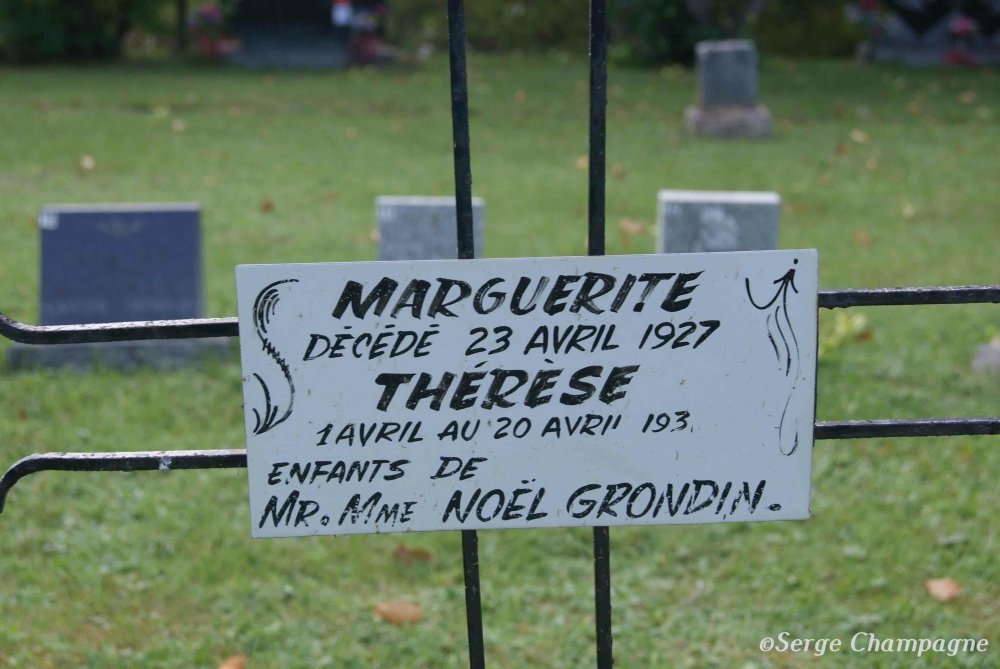 MARGUERITE
DÉCÉDÉ 23 AVRIL 1927
THÉRÈSE
1 AVRIL AU 20 AVRIL 193
ENFANTS DE
MR. MME NOËL GRONDIN.
©Serge Champagne